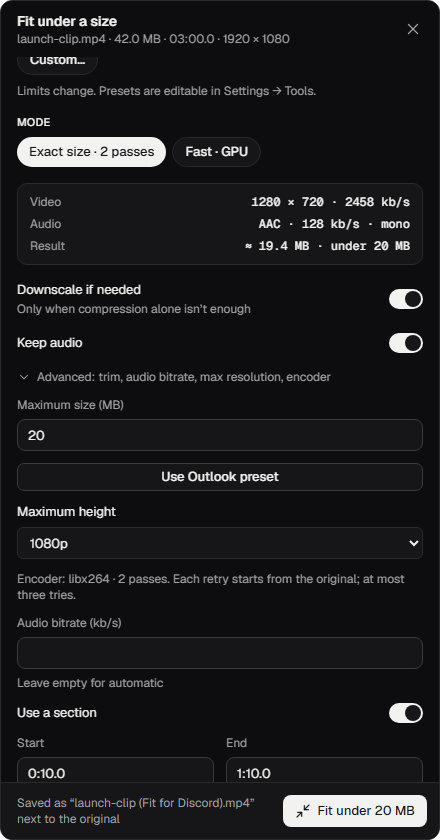 Fit under a size
launch-clip.mp4 · 42.0 MB · 03:00.0 · 1920 × 1080
Custom…
Limits change. Presets are editable in Settings → Tools.
MODE
Exact size · 2 passes
Fast · GPU
Video 1280 × 720 · 2458 kb/s
Audio AAC · 128 kb/s · mono
Result ≈ 19.4 MB · under 20 MB
Downscale if needed
Only when compression alone isn't enough
Keep audio
Advanced: trim, audio bitrate, max resolution, encoder
Maximum size (MB)
20
Use Outlook preset
Maximum height
1080p
Encoder: libx264 · 2 passes. Each retry starts from the original; at most
three tries.
Audio bitrate (kb/s)
Leave empty for automatic
Use a section
Start End
0:10.0 1:10.0
Saved as “launch-clip (Fit for Discord).mp4”
next to the original
Fit under 20 MB